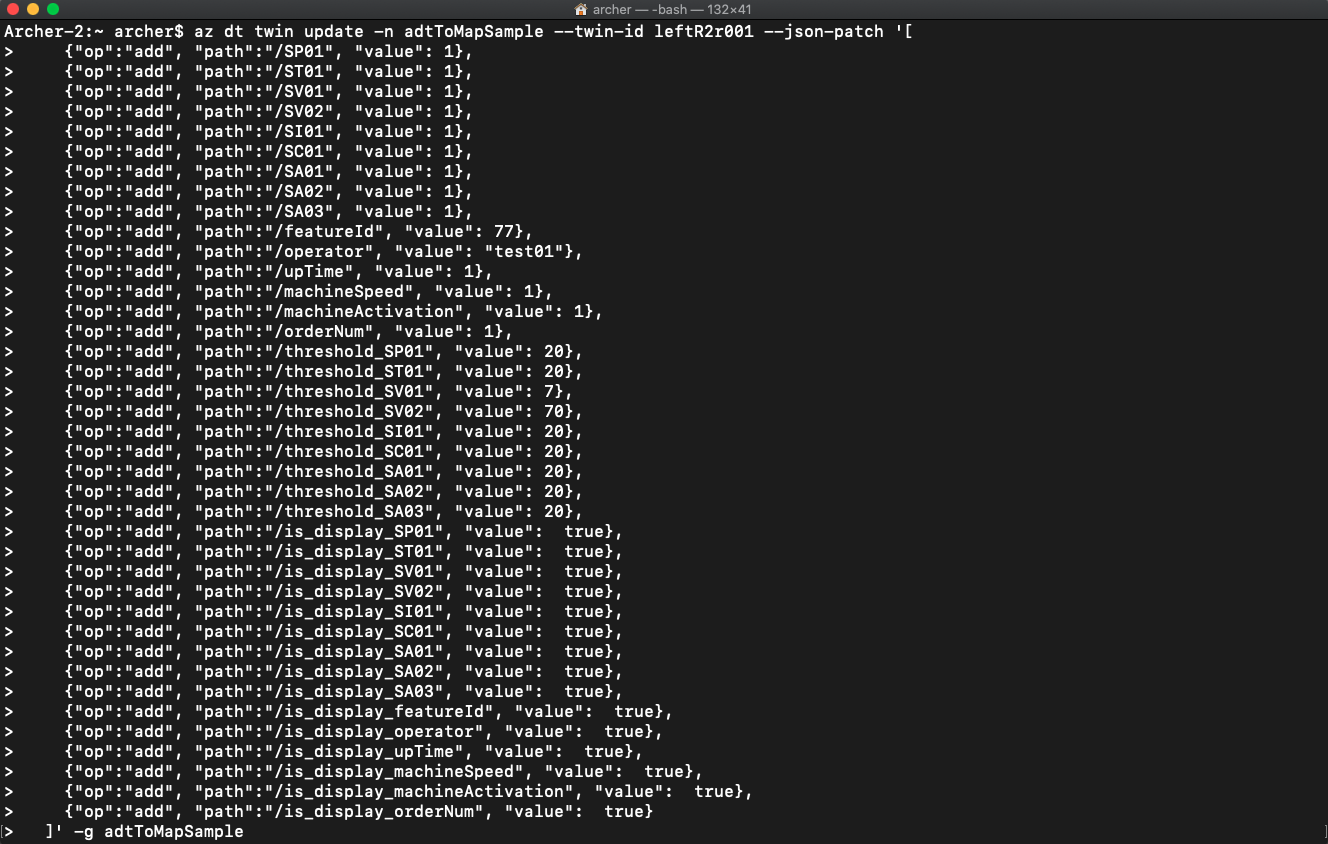 archer — -bash — 132×41
Archer-2:~ archer$ az dt twin update -n adtToMapSample --twin-id leftR2r001 --json-patch '[
>     {"op":"add", "path":"/SP01", "value": 1},
>     {"op":"add", "path":"/ST01", "value": 1},
>     {"op":"add", "path":"/SV01", "value": 1},
>     {"op":"add", "path":"/SV02", "value": 1},
>     {"op":"add", "path":"/SI01", "value": 1},
>     {"op":"add", "path":"/SC01", "value": 1},
>     {"op":"add", "path":"/SA01", "value": 1},
>     {"op":"add", "path":"/SA02", "value": 1},
>     {"op":"add", "path":"/SA03", "value": 1},
>     {"op":"add", "path":"/featureId", "value": 77},
>     {"op":"add", "path":"/operator", "value": "test01"},
>     {"op":"add", "path":"/upTime", "value": 1},
>     {"op":"add", "path":"/machineSpeed", "value": 1},
>     {"op":"add", "path":"/machineActivation", "value": 1},
>     {"op":"add", "path":"/orderNum", "value": 1},
>     {"op":"add", "path":"/threshold_SP01", "value": 20},
>     {"op":"add", "path":"/threshold_ST01", "value": 20},
>     {"op":"add", "path":"/threshold_SV01", "value": 7},
>     {"op":"add", "path":"/threshold_SV02", "value": 70},
>     {"op":"add", "path":"/threshold_SI01", "value": 20},
>     {"op":"add", "path":"/threshold_SC01", "value": 20},
>     {"op":"add", "path":"/threshold_SA01", "value": 20},
>     {"op":"add", "path":"/threshold_SA02", "value": 20},
>     {"op":"add", "path":"/threshold_SA03", "value": 20},
>     {"op":"add", "path":"/is_display_SP01", "value":  true},
>     {"op":"add", "path":"/is_display_ST01", "value":  true},
>     {"op":"add", "path":"/is_display_SV01", "value":  true},
>     {"op":"add", "path":"/is_display_SV02", "value":  true},
>     {"op":"add", "path":"/is_display_SI01", "value":  true},
>     {"op":"add", "path":"/is_display_SC01", "value":  true},
>     {"op":"add", "path":"/is_display_SA01", "value":  true},
>     {"op":"add", "path":"/is_display_SA02", "value":  true},
>     {"op":"add", "path":"/is_display_SA03", "value":  true},
>     {"op":"add", "path":"/is_display_featureId", "value":  true},
>     {"op":"add", "path":"/is_display_operator", "value":  true},
>     {"op":"add", "path":"/is_display_upTime", "value":  true},
>     {"op":"add", "path":"/is_display_machineSpeed", "value":  true},
>     {"op":"add", "path":"/is_display_machineActivation", "value":  true},
>     {"op":"add", "path":"/is_display_orderNum", "value":  true}
[>   ]' -g adtToMapSample ]